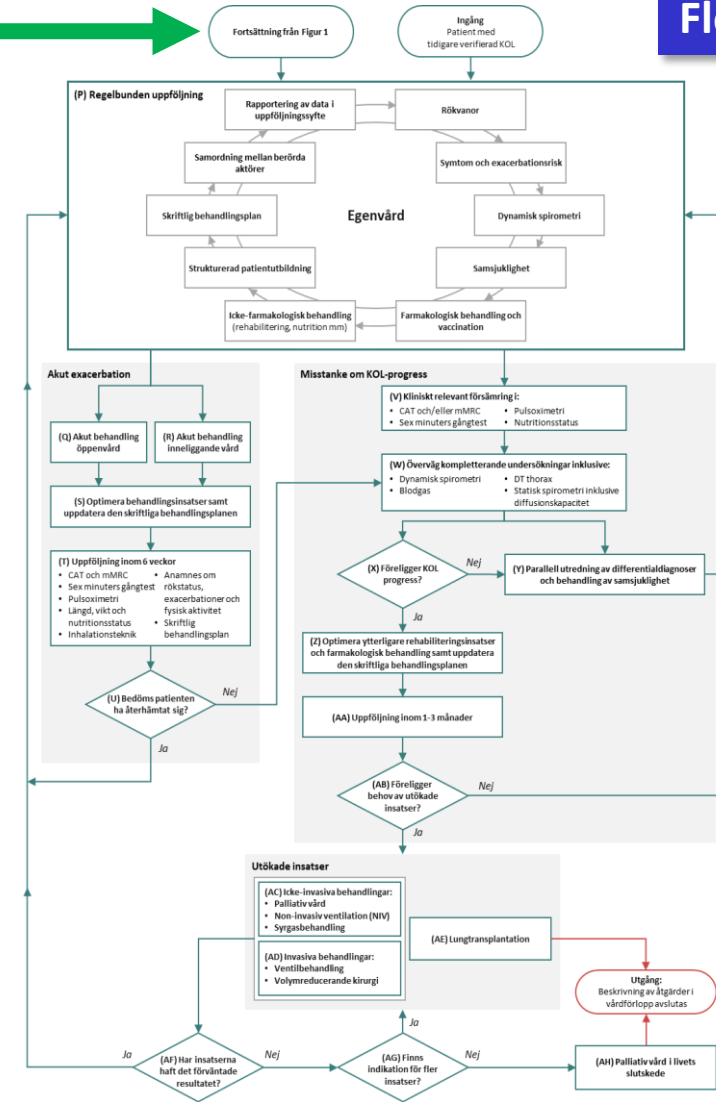 Fortsättning från Figur 1
Ingång
Patient med
tidigare verifierad KOL
(P) Regelbunden uppföljning
Rapportering av data i
uppföljningssyfte
Rökvanor
Samordning mellan berörda
aktörer
Symtom och exacerbationsrisk
Skriftlig behandlingsplan
Egenvård
Dynamisk spirometri
Strukturerad patientutbildning
Samsjuklighet
Icke-farmakologisk behandling
(rehabilitering, nutrition mm)
Farmakologisk behandling och
vaccination
Akut exacerbation
(Q) Akut behandling
öppenvård
(R) Akut behandling
inneliggande vård
(S) Optimera behandlingsinsatser samt
uppdatera den skriftliga behandlingsplanen
(T) Uppföljning inom 6 veckor
• CAT och mMRC
• Sex minuters gångtest
• Pulsoximetri
• Längd, vikt och
nutritionsstatus
• Inhalationsteknik
• Anamnes om
rökstatus,
exacerbationer och
fysisk aktivitet
• Skriftlig
behandlingsplan
(U) Bedöms patienten
ha återhämtat sig?
Nej
Ja
Misstanke om KOL-progress
(V) Kliniskt relevant försämring i:
• CAT och/eller mMRC
• Sex minuters gångtest
• Pulsoximetri
• Nutritionsstatus
(W) Överväg kompletterande undersökningar inklusive:
• Dynamisk spirometri
• Blodgas
• DT thorax
• Statisk spirometri inklusive
diffusionskapacitet
(X) Föreligger KOL
progress?
Nej
Ja
(Y) Parallell utredning av differentialdiagnoser
och behandling av samsjuklighet
(Z) Optimera ytterligare rehabiliteringsinsatser
och farmakologisk behandling samt uppdatera
den skriftliga behandlingsplanen
(AA) Uppföljning inom 1-3 månader
(AB) Föreligger
behov av utökade
insatser?
Nej
Ja
Utökade insatser
(AC) Icke-invasiva behandlingar:
• Palliativ vård
• Non-invasiv ventilation (NIV)
• Syrgasbehandling
(AD) Invasiva behandlingar:
• Ventilbehandling
• Volymreducerande kirurgi
(AE) Lungtransplantation
Utgång:
Beskrivning av åtgärder i
vårdförlopp avslutas
Ja
(AF) Har insatserna
haft det förväntade
resultatet?
Nej
Ja
(AG) Finns
indikation för fler
insatser?
Nej
(AH) Palliativ vård i livets
slutskede